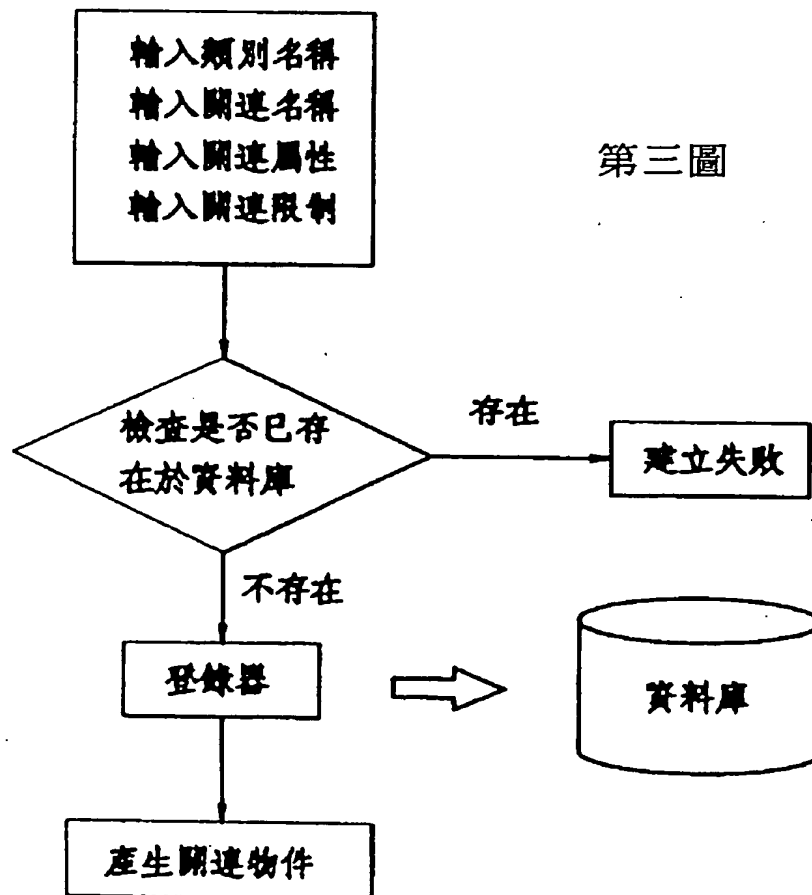 輸入類別名稱
輸入關連名稱
輸入關連屬性
輸入關連限制
第三圖
檢查是否已存
在於資料庫
存在
建立失敗
不存在
登錄器
資料庫
產生關連物件